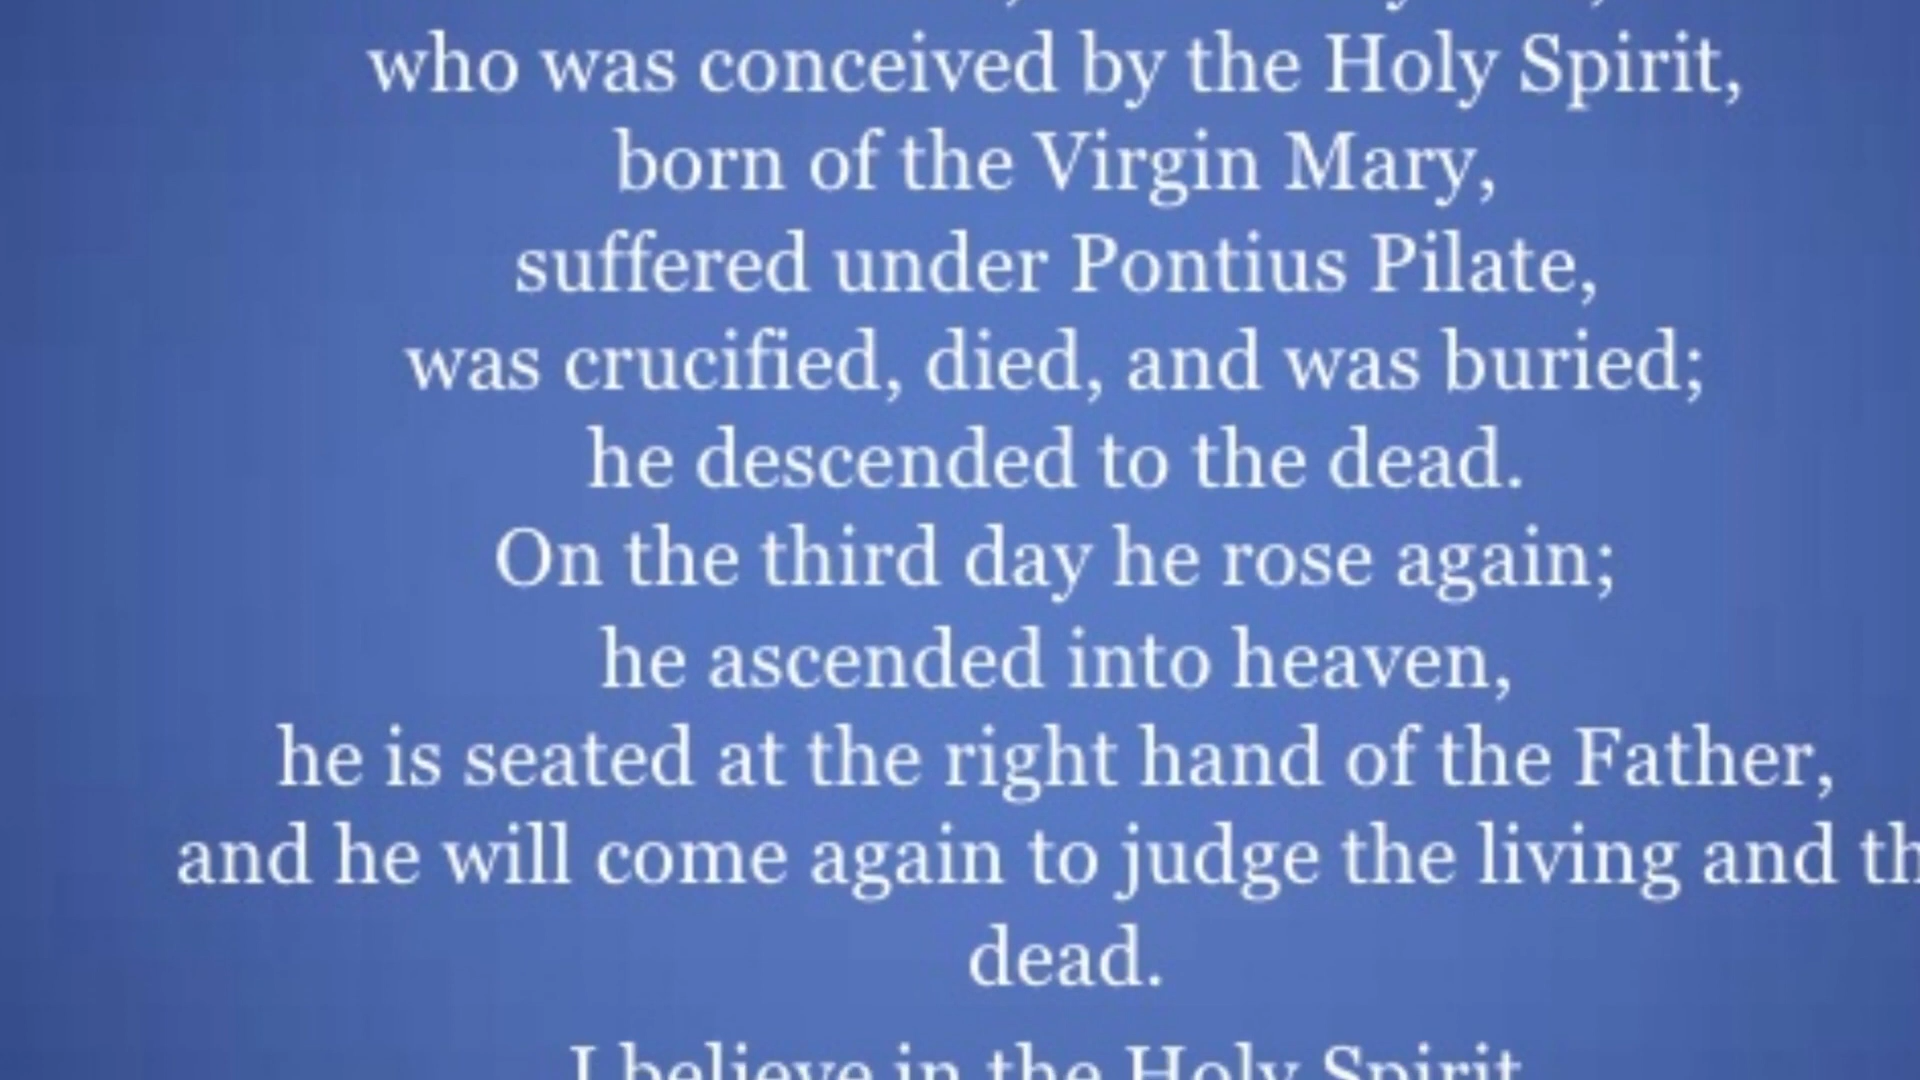 who was conceived by the Holy Spirit,
born of the Virgin Mary,
suffered under Pontius Pilate,
was crucified, died, and was buried;
he descended to the dead.
On the third day he rose again;
he ascended into heaven,
he is seated at the right hand of the Father,
and he will come again to judge the living and th
dead.
I believe in the Holy Spirit